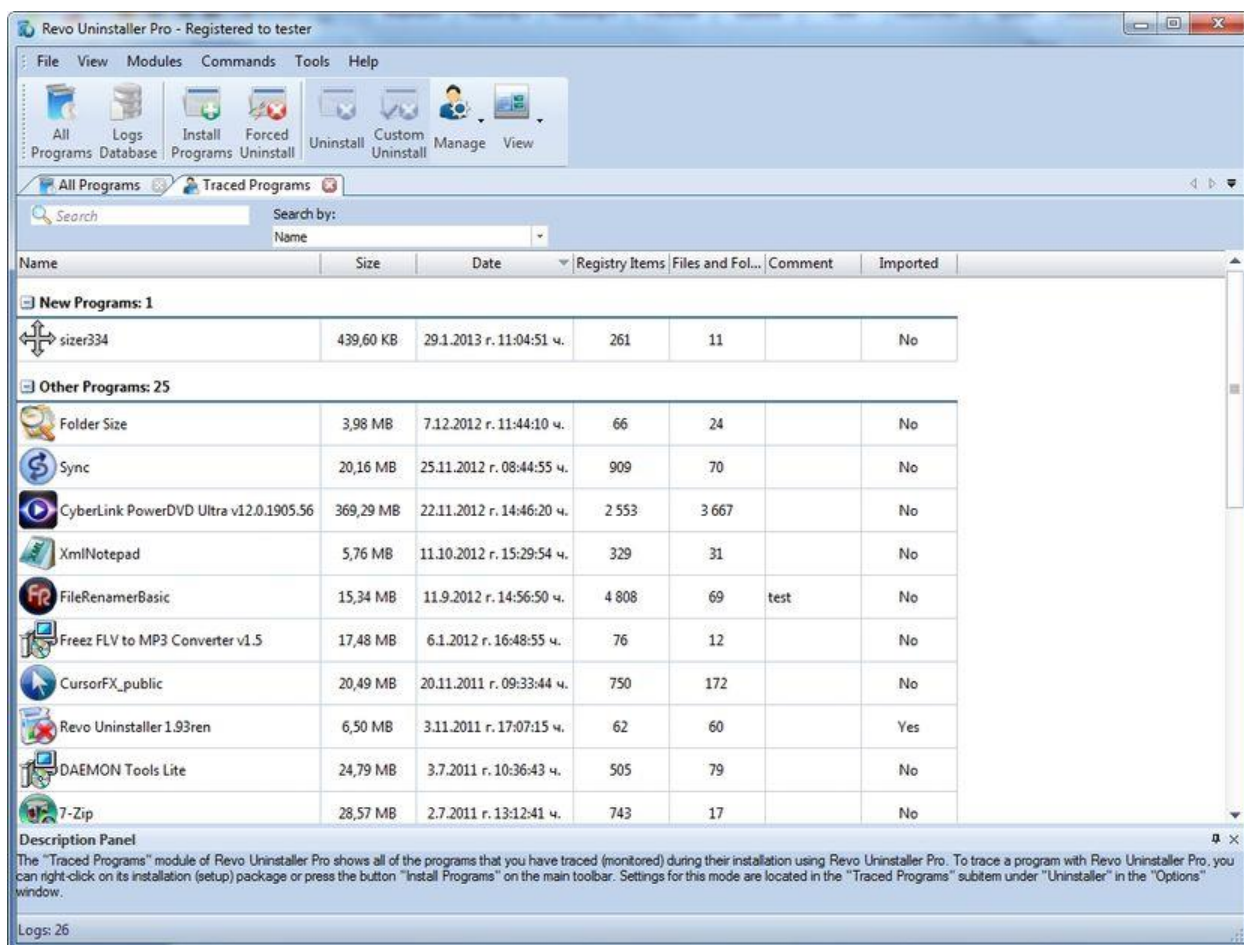 Revo Uninstaller Pro - Registered to tester
File View Modules Commands Tools Help
All Programs Logs Database Install Programs Forced Uninstall Uninstall Custom Uninstall Manage View
All Programs Traced Programs
Search Search by:
Name
Name Size Date Registry Items Files and Fol... Comment Imported
New Programs: 1
sizer334 439,60 KB 29.1.2013 г. 11:04:51 ч. 261 11 No
Other Programs: 25
Folder Size 3,98 MB 7.12.2012 г. 11:44:10 ч. 66 24 No
Sync 20,16 MB 25.11.2012 г. 08:44:55 ч. 909 70 No
CyberLink PowerDVD Ultra v12.0.1905.56 369,29 MB 22.11.2012 г. 14:46:20 ч. 2 553 3 667 No
XmlNotepad 5,76 MB 11.10.2012 г. 15:29:54 ч. 329 31 No
FR FileRenamerBasic 15,34 MB 11.9.2012 г. 14:56:50 ч. 4 808 69 test No
Freez FLV to MP3 Converter v1.5 17,48 MB 6.1.2012 г. 16:48:55 ч. 76 12 No
CursorFX_public 20,49 MB 20.11.2011 г. 09:33:44 ч. 750 172 No
Revo Uninstaller 1.93ren 6,50 MB 3.11.2011 г. 17:07:15 ч. 62 60 Yes
DAEMON Tools Lite 24,79 MB 3.7.2011 г. 10:36:43 ч. 505 79 No
7-Zip 28,57 MB 2.7.2011 г. 13:12:41 ч. 743 17 No
Description Panel
The "Traced Programs" module of Revo Uninstaller Pro shows all of the programs that you have traced (monitored) during their installation using Revo Uninstaller Pro. To trace a program with Revo Uninstaller Pro, you
can right-click on its installation (setup) package or press the button "Install Programs" on the main toolbar. Settings for this mode are located in the "Traced Programs" subitem under "Uninstaller" in the "Options"
window.
Logs: 26